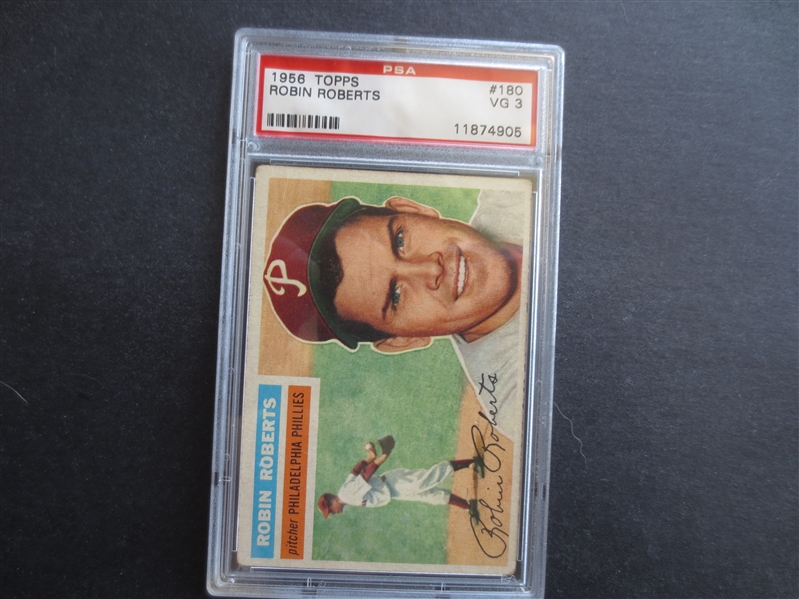 PSA
1956 TOPPS #180
ROBIN ROBERTS VG 3
11874905
P
ROBIN ROBERTS
pitcher PHILADELPHIA PHILLIES
Robin Roberts